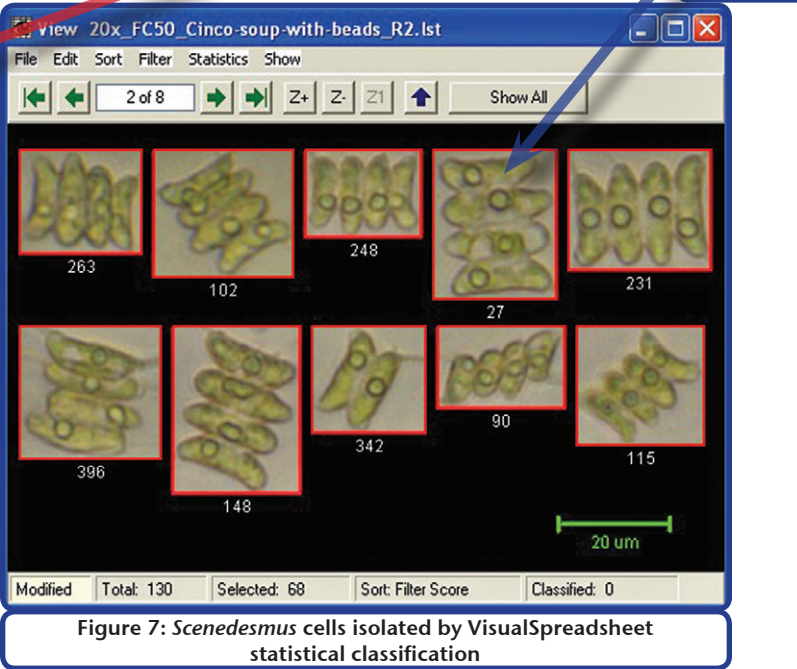 View 20x_FC50_Cinco-soup-with-beads_R2.lst
File Edit Sort Filter Statistics Show
2 of 8 Z+ Z- Z1 Show All
263
102
248
27
231
396
148
342
90
115
20 um
Modified Total: 130 Selected: 68 Sort: Filter Score Classified: 0
Figure 7: Scenedesmus cells isolated by VisualSpreadsheet
statistical classification